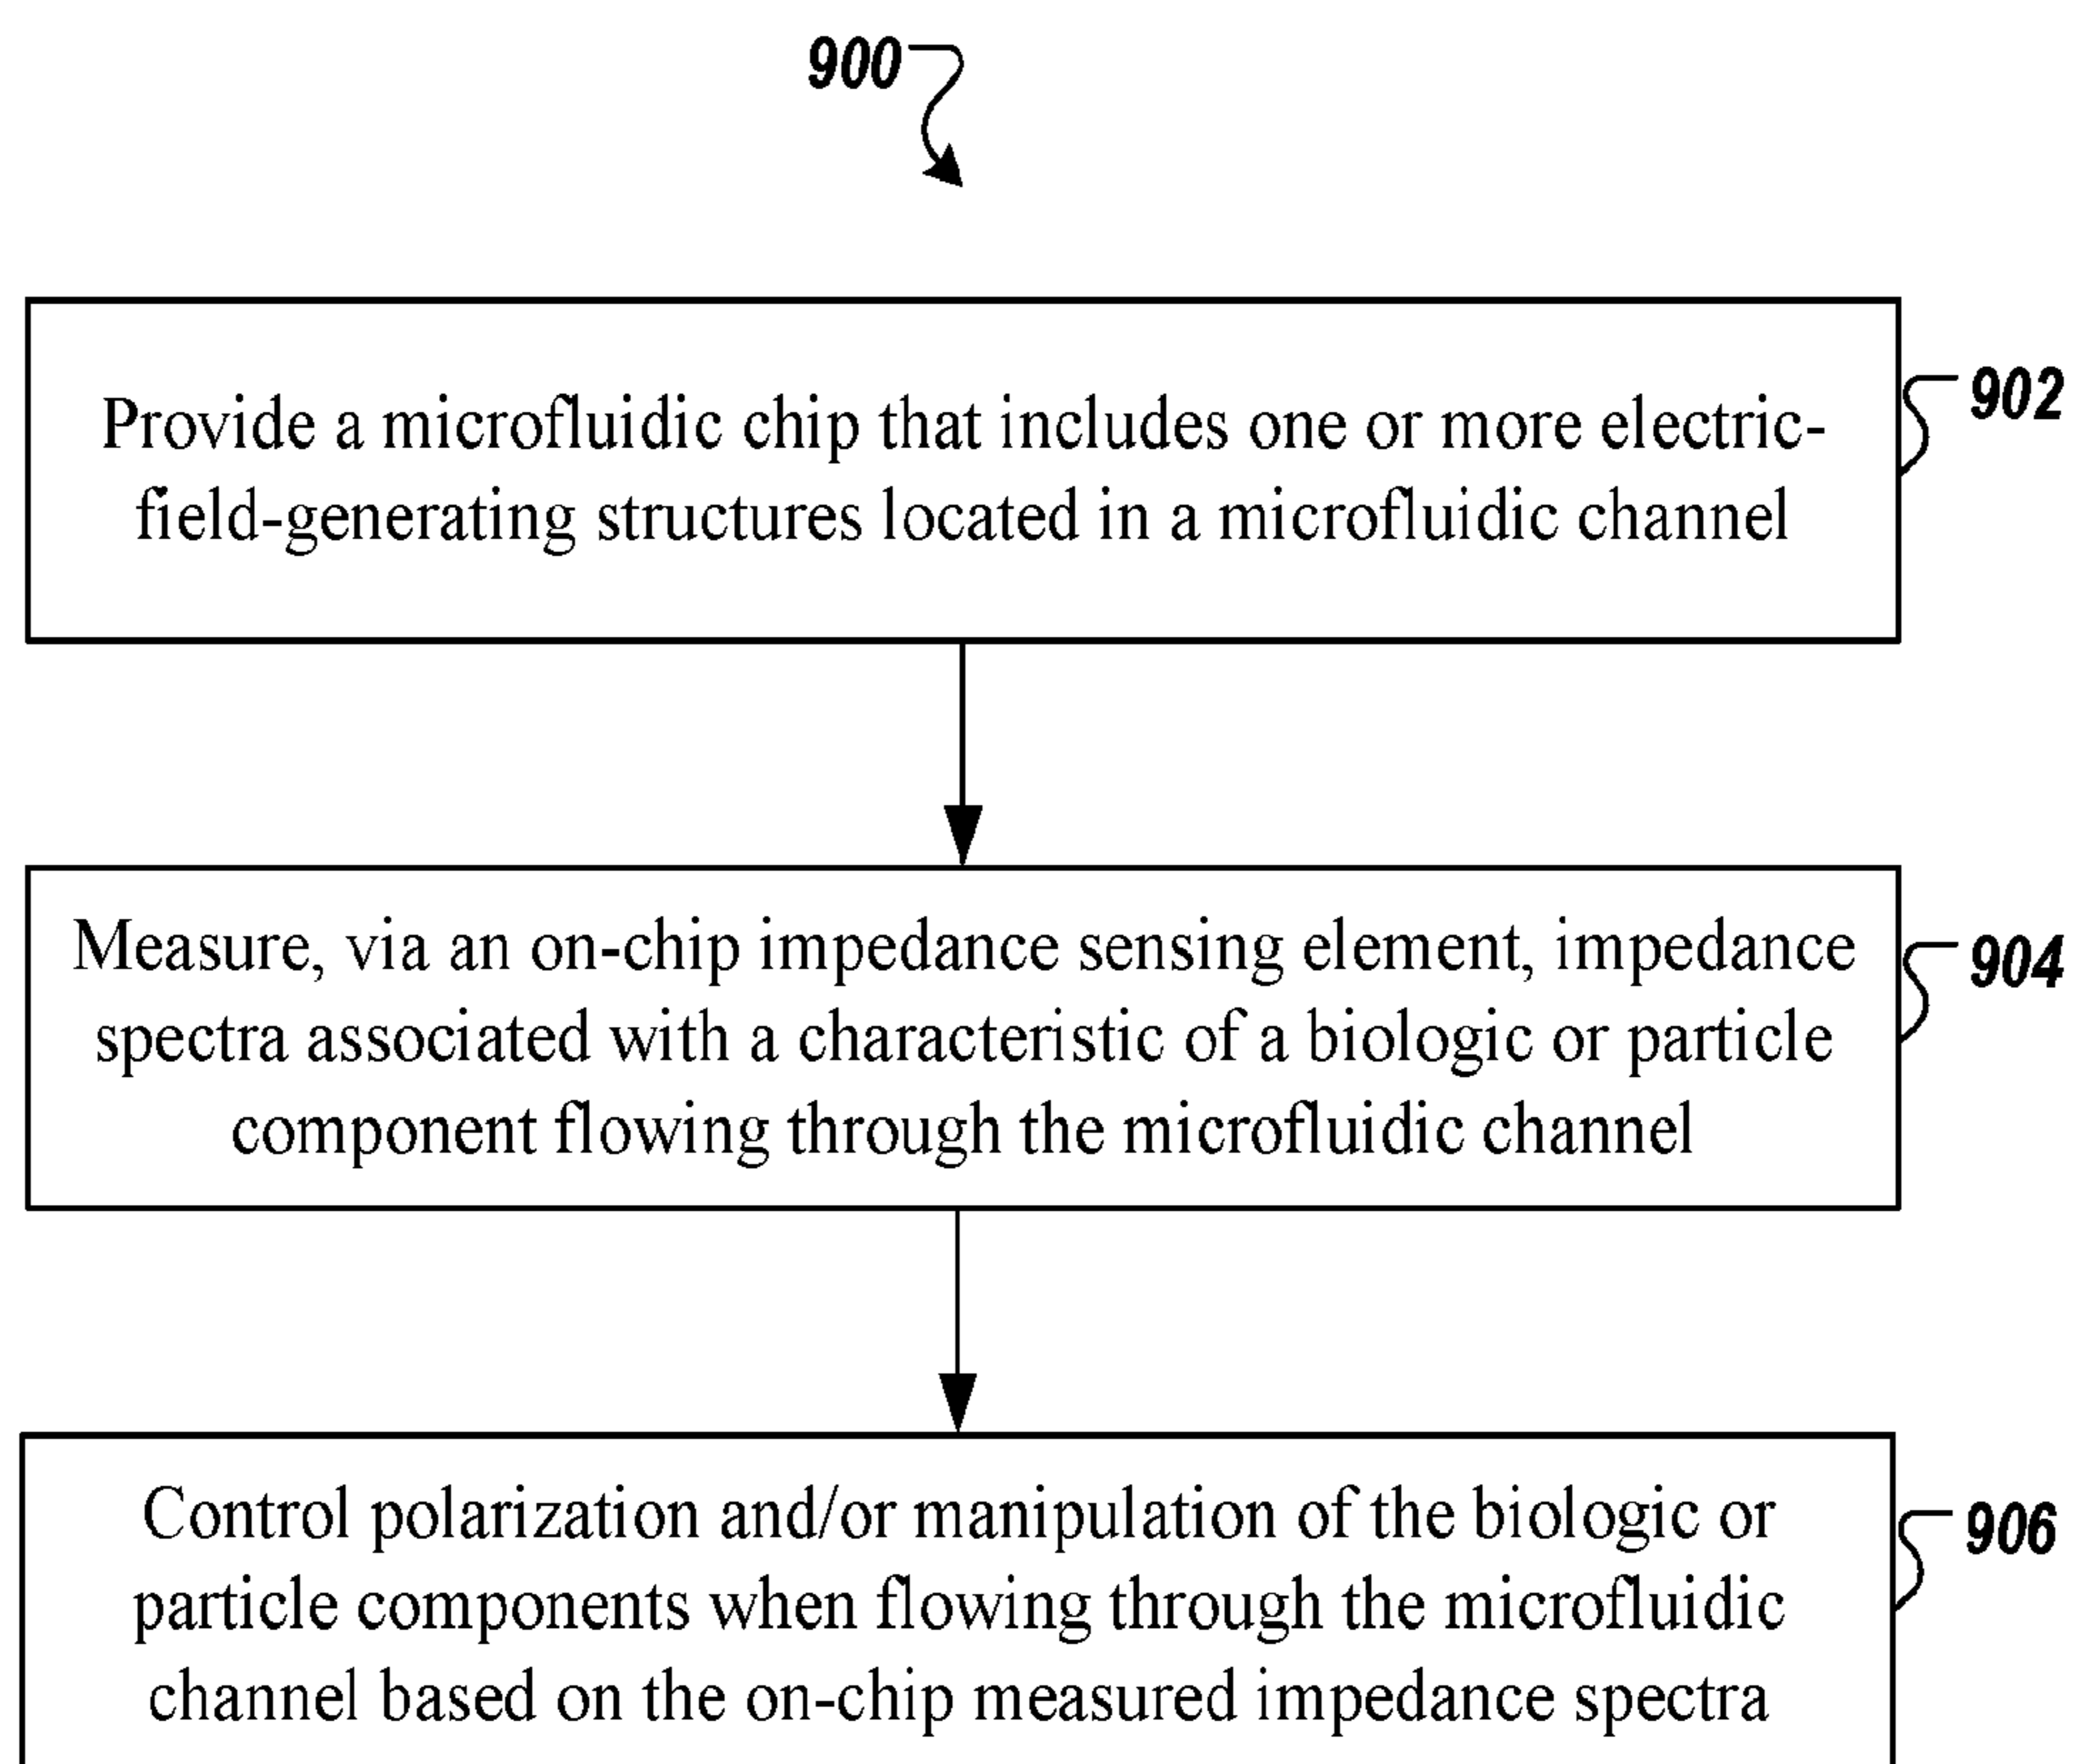 900
Provide a microfluidic chip that includes one or more electric-
field-generating structures located in a microfluidic channel
902
Measure, via an on-chip impedance sensing element, impedance
spectra associated with a characteristic of a biologic or particle
component flowing through the microfluidic channel
904
Control polarization and/or manipulation of the biologic or
particle components when flowing through the microfluidic
channel based on the on-chip measured impedance spectra
906